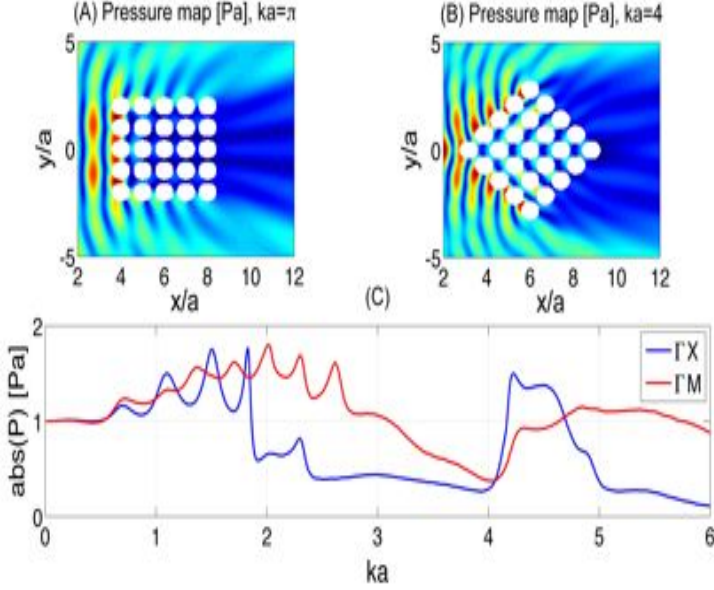 (A) Pressure map [Pa], ka=π
(B) Pressure map [Pa], ka=4
5
0
-5
y/a
2 4 6 8 10 12
x/a
5
0
-5
y/a
2 4 6 8 10 12
x/a
(C)
2
1
0
abs(P) [Pa]
ΓX
ΓM
0 1 2 3 4 5 6
ka